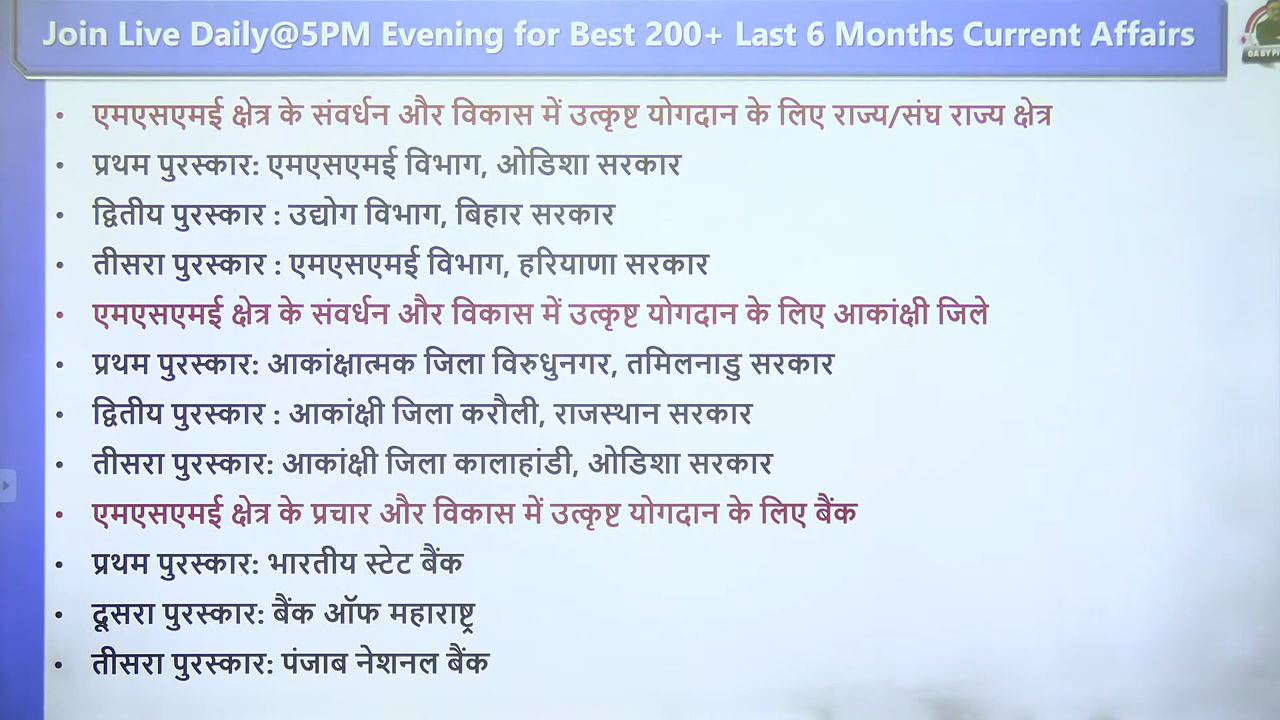 Join Live Daily@5PM Evening for Best 200+ Last 6 Months Current Affairs
• एमएसएमई क्षेत्र के संवर्धन और विकास में उत्कृष्ट योगदान के लिए राज्य/संघ राज्य क्षेत्र
• प्रथम पुरस्कार: एमएसएमई विभाग, ओडिशा सरकार
• द्वितीय पुरस्कार : उद्योग विभाग, बिहार सरकार
• तीसरा पुरस्कार : एमएसएमई विभाग, हरियाणा सरकार
• एमएसएमई क्षेत्र के संवर्धन और विकास में उत्कृष्ट योगदान के लिए आकांक्षी जिले
• प्रथम पुरस्कार: आकांक्षात्मक जिला विरुधुनगर, तमिलनाडु सरकार
• द्वितीय पुरस्कार : आकांक्षी जिला करौली, राजस्थान सरकार
• तीसरा पुरस्कार: आकांक्षी जिला कालाहांडी, ओडिशा सरकार
• एमएसएमई क्षेत्र के प्रचार और विकास में उत्कृष्ट योगदान के लिए बैंक
• प्रथम पुरस्कार: भारतीय स्टेट बैंक
• दूसरा पुरस्कार: बैंक ऑफ महाराष्ट्र
• तीसरा पुरस्कार: पंजाब नेशनल बैंक